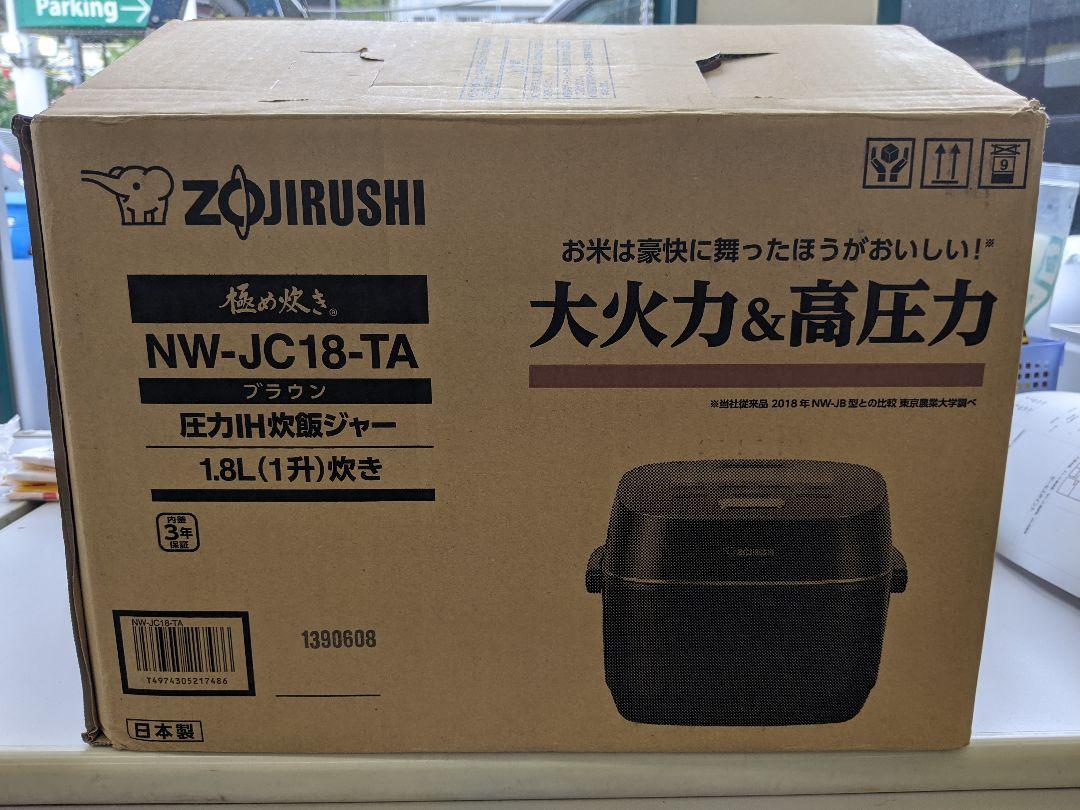 Parking
ZOJIRUSHI
極め炊き®
NW-JC18-TA
ブラウン
圧力IH炊飯ジャー
1.8L(1升)炊き
内釜
3年
保証
NW-JC18-TA
T4974305217486
1390608
日本製
9
お米は豪快に舞ったほうがおいしい!※
大火力&高圧力
※当社従来品 2018年 NW-JB型との比較 東京農業大学調べ
ZOJIRUSHI